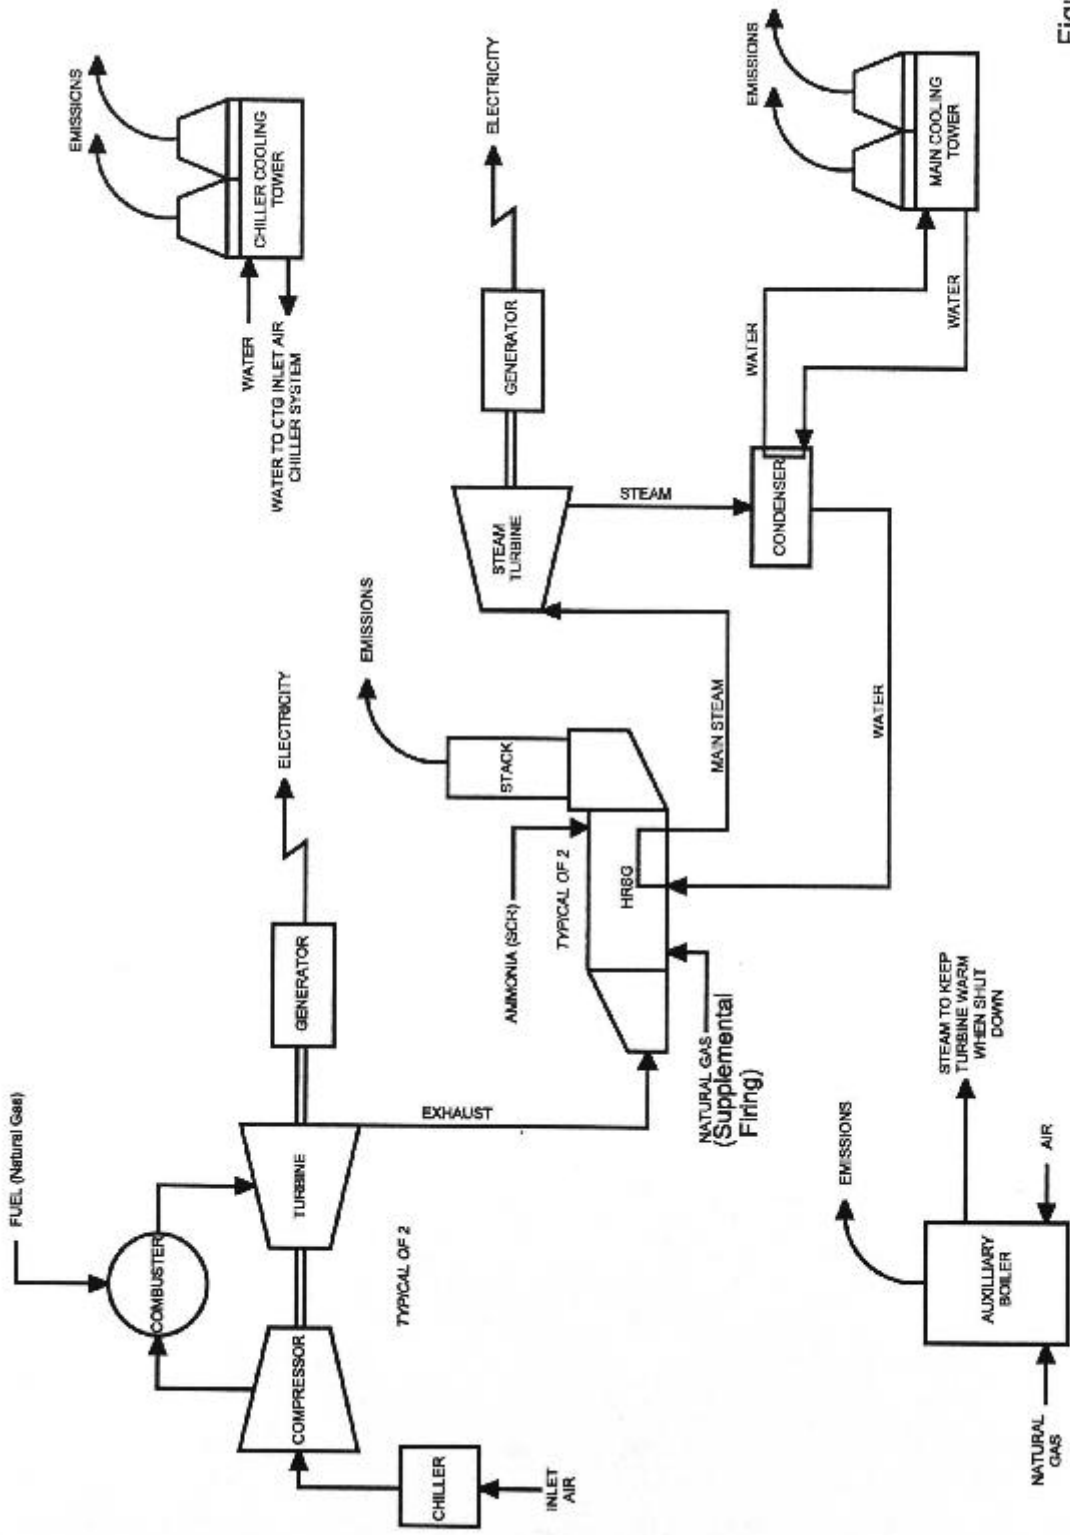 FUEL (Natural Gas)
COMBUSTER
COMPRESSOR
TURBINE
GENERATOR
ELECTRICITY
TYPICAL OF 2
CHILLER
INLET
AIR
EXHAUST
EMISSIONS
EMISSIONS
CHILLER COOLING
TOWER
WATER
WATER TO CTG INLET AIR
CHILLER SYSTEM
AMMONIA (SCR)
TYPICAL OF 2
STACK
EMISSIONS
HRSG
NATURAL GAS
(Supplemental
Firing)
MAIN STEAM
STEAM
TURBINE
GENERATOR
ELECTRICITY
STEAM
CONDENSER
WATER
WATER
WATER
EMISSIONS
MAIN COOLING
TOWER
EMISSIONS
STEAM TO KEEP
TURBINE WARM
WHEN SHUT
DOWN
AUXILLIARY
BOILER
AIR
NATURAL
GAS